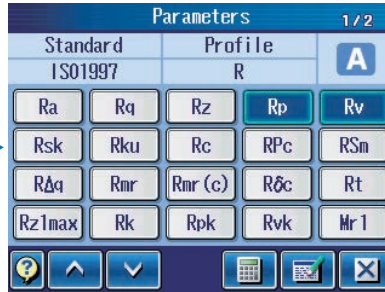 Parameters 1/2
Standard Profile A
ISO1997 R
Ra Rq Rz Rp Rv
Rsk Rku Rc RPc RSm
RΔq Rmr Rmr(c) Rδc Rt
Rz1max Rk Rpk Rvk Mr1
?